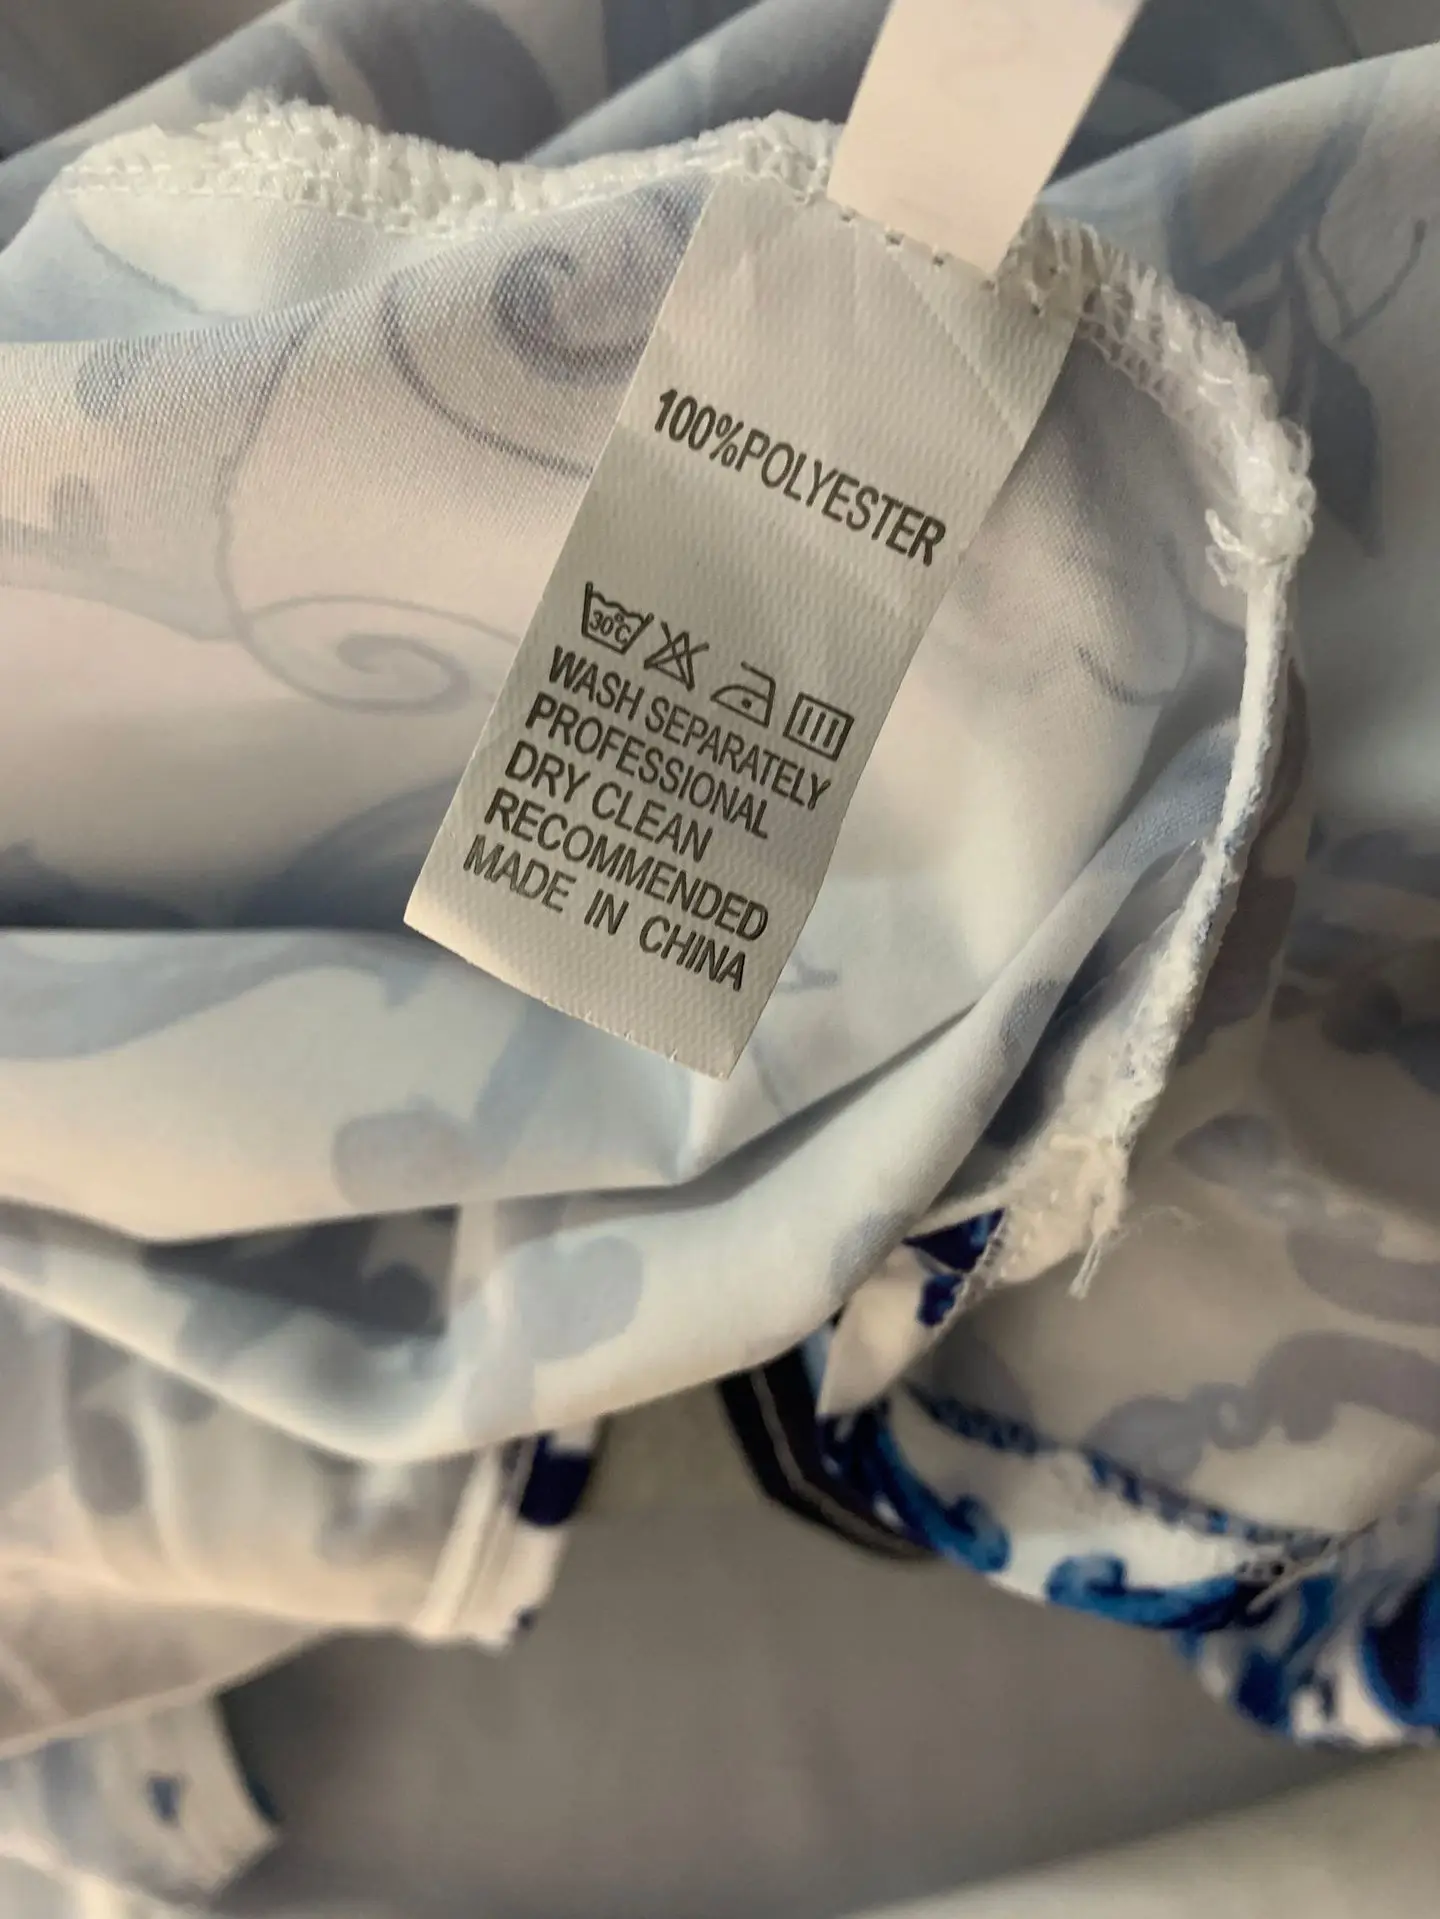 100%POLYESTER
30°C
WASH SEPARATELY
PROFESSIONAL
DRY CLEAN
RECOMMENDED
MADE IN CHINA